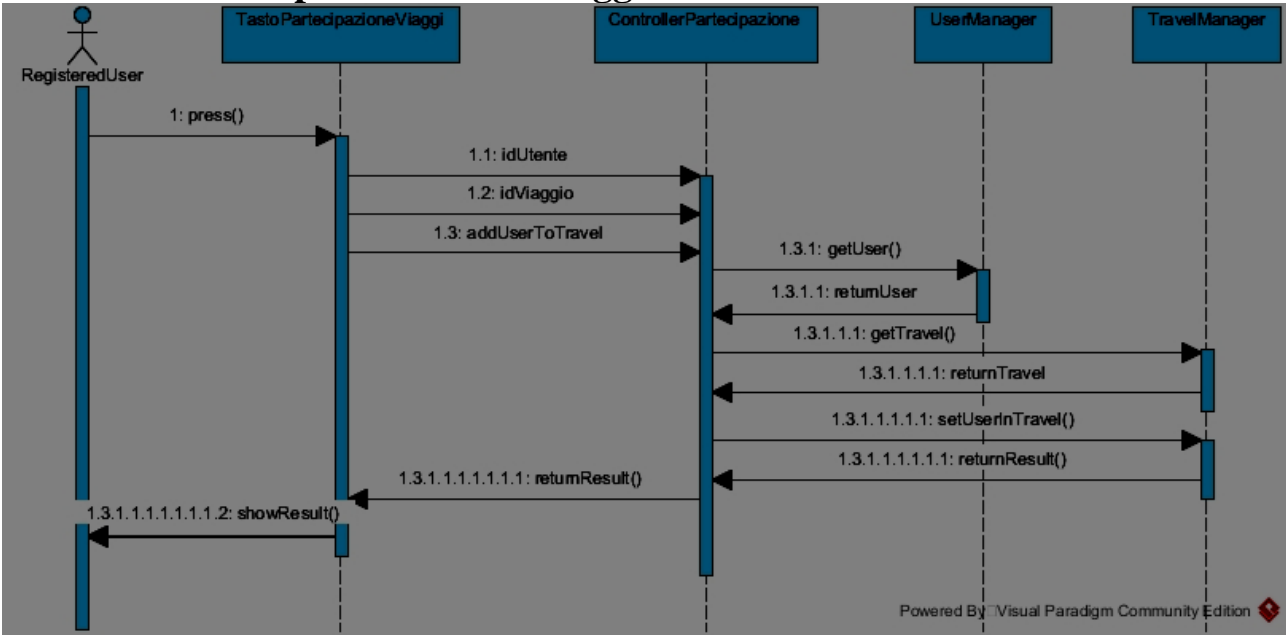 TastoPartecipazioneViaggi
ControllerPartecipazione
UserManager
TravelManager
RegisteredUser
1: press()
1.1: idUtente
1.2: idViaggio
1.3: addUserToTravel
1.3.1: getUser()
1.3.1.1: returnUser
1.3.1.1.1: getTravel()
1.3.1.1.1.1: returnTravel
1.3.1.1.1.1.1: setUserInTravel()
1.3.1.1.1.1.1.1: returnResult()
1.3.1.1.1.1.1.1.1: returnResult()
1.3.1.1.1.1.1.1.1.2: showResult()
Powered By Visual Paradigm Community Edition